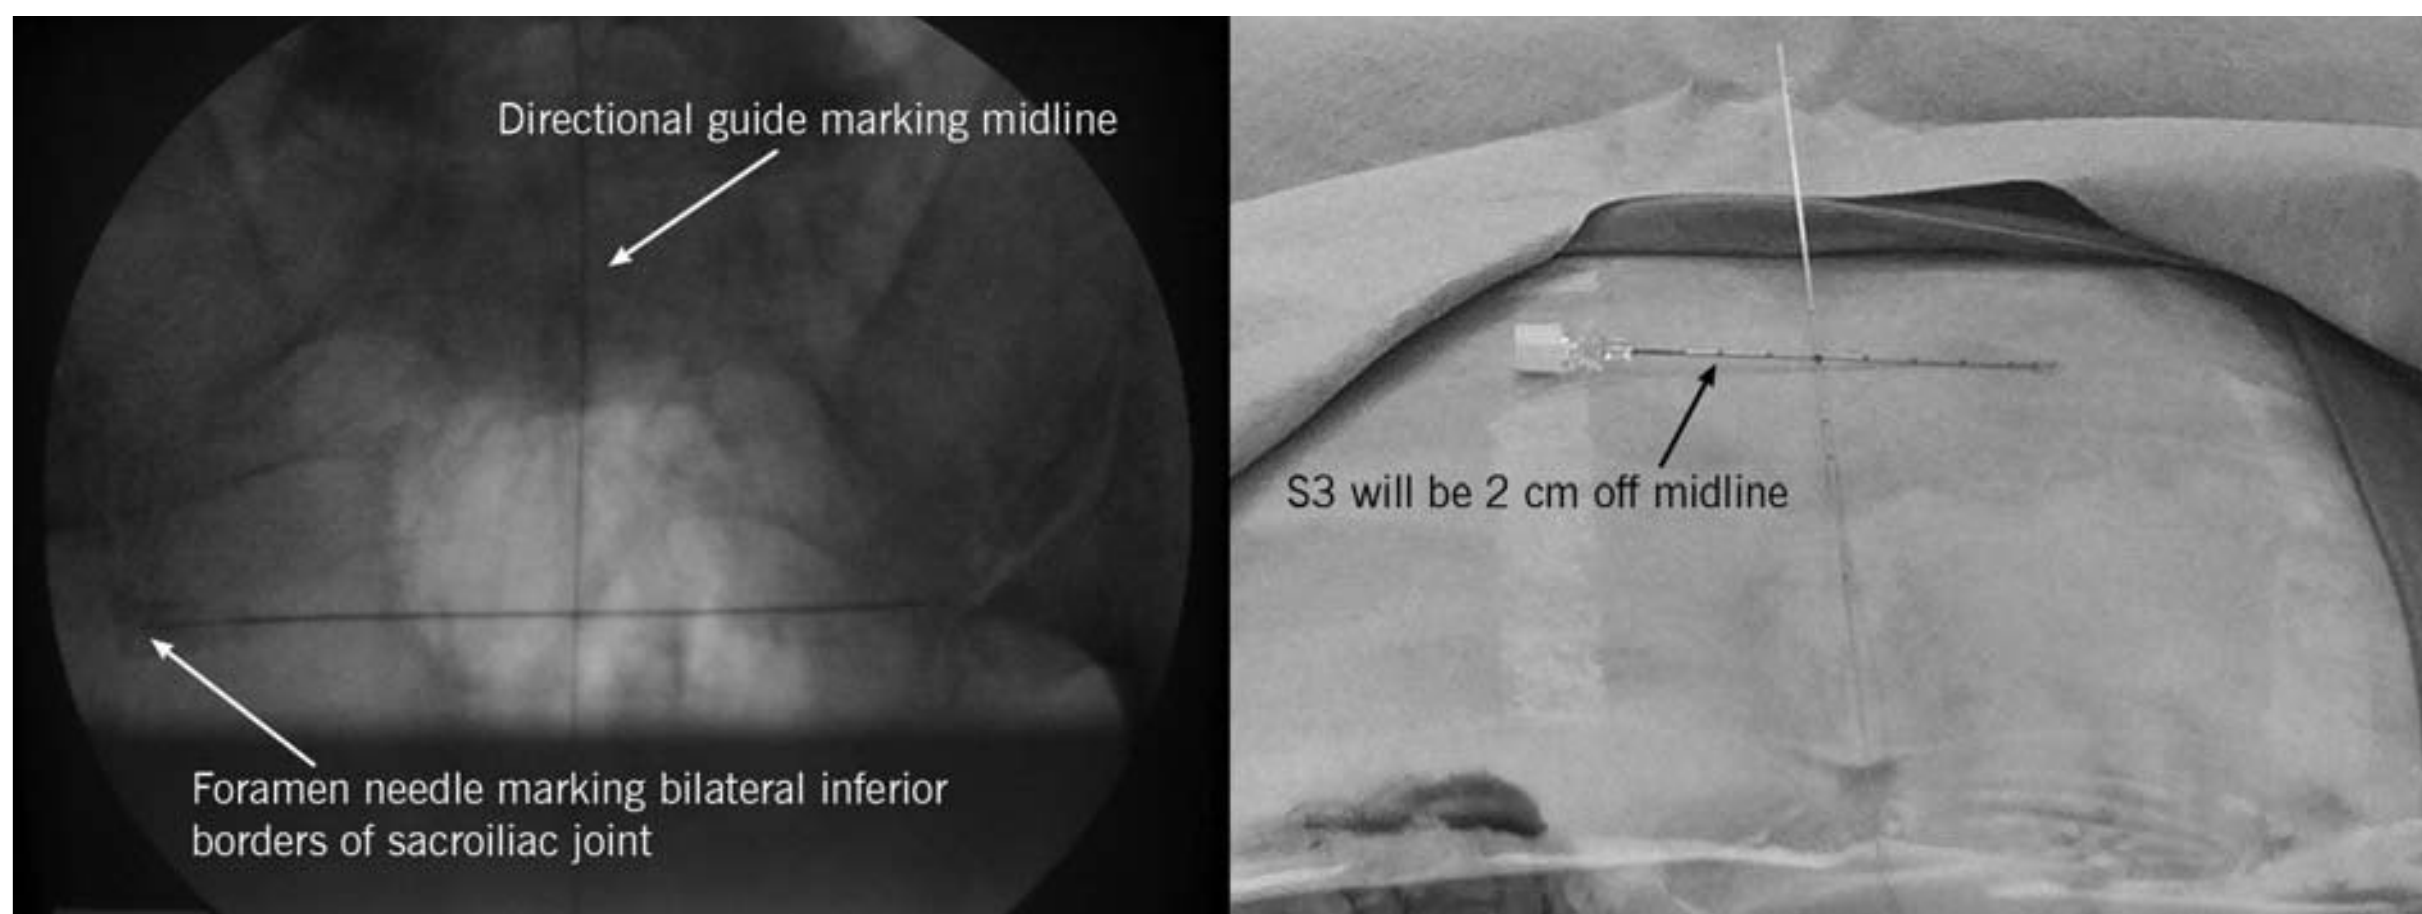 Directional guide marking midline
Foramen needle marking bilateral inferior
borders of sacroiliac joint
S3 will be 2 cm off midline